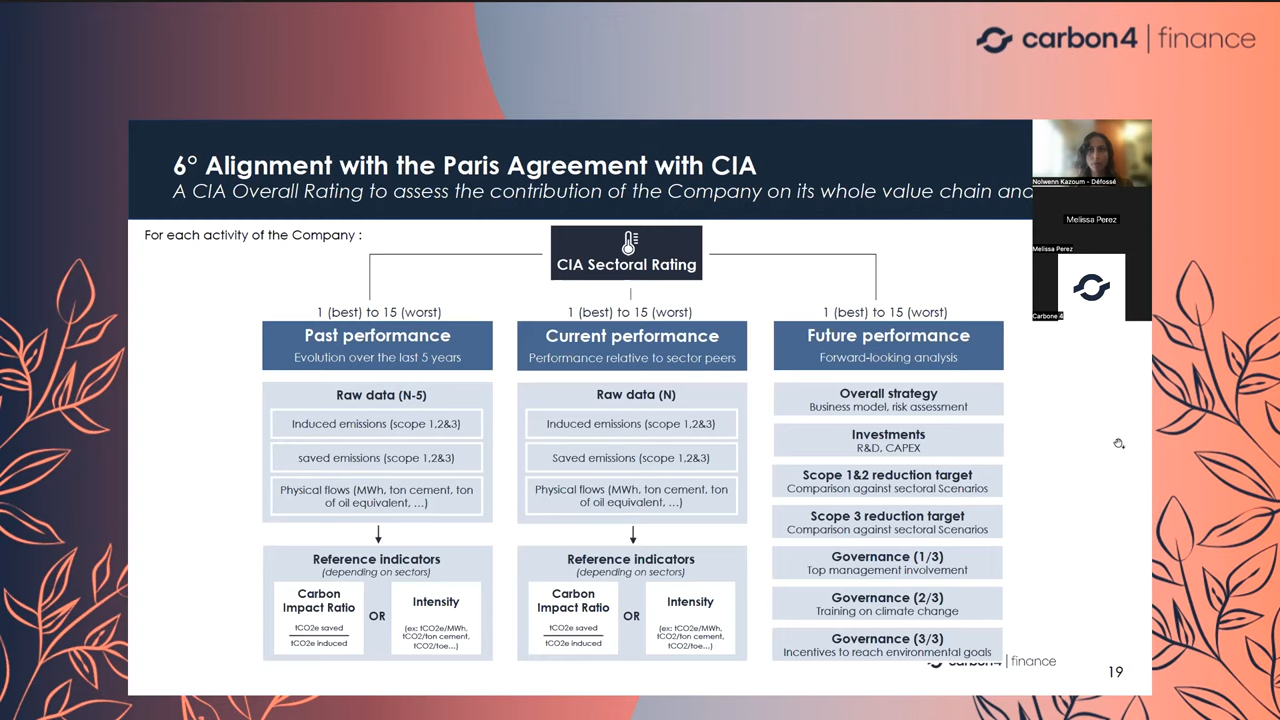 carbon4 | finance
6° Alignment with the Paris Agreement with CIA
A CIA Overall Rating to assess the contribution of the Company on its whole value chain and
Nolwenn Kazoum - Défossé
Melissa Perez
Melissa Perez
Carbone 4
For each activity of the Company :
CIA Sectoral Rating
1 (best) to 15 (worst)
Past performance
Evolution over the last 5 years
Raw data (N-5)
Induced emissions (scope 1,2&3)
saved emissions (scope 1,2&3)
Physical flows (MWh, ton cement, ton
of oil equivalent, …)
Reference indicators
(depending on sectors)
Carbon
Impact Ratio
tCO2e saved
tCO2e induced
OR
Intensity
(ex: tCO2e/MWh,
tCO2/ton cement,
tCO2/toe…)
1 (best) to 15 (worst)
Current performance
Performance relative to sector peers
Raw data (N)
Induced emissions (scope 1,2&3)
Saved emissions (scope 1,2&3)
Physical flows (MWh, ton cement, ton
of oil equivalent, …)
Reference indicators
(depending on sectors)
Carbon
Impact Ratio
tCO2e saved
tCO2e induced
OR
Intensity
(ex: tCO2e/MWh,
tCO2/ton cement,
tCO2/toe…)
1 (best) to 15 (worst)
Future performance
Forward-looking analysis
Overall strategy
Business model, risk assessment
Investments
R&D, CAPEX
Scope 1&2 reduction target
Comparison against sectoral Scenarios
Scope 3 reduction target
Comparison against sectoral Scenarios
Governance (1/3)
Top management involvement
Governance (2/3)
Training on climate change
Governance (3/3)
Incentives to reach environmental goals
carbon4 | finance
19